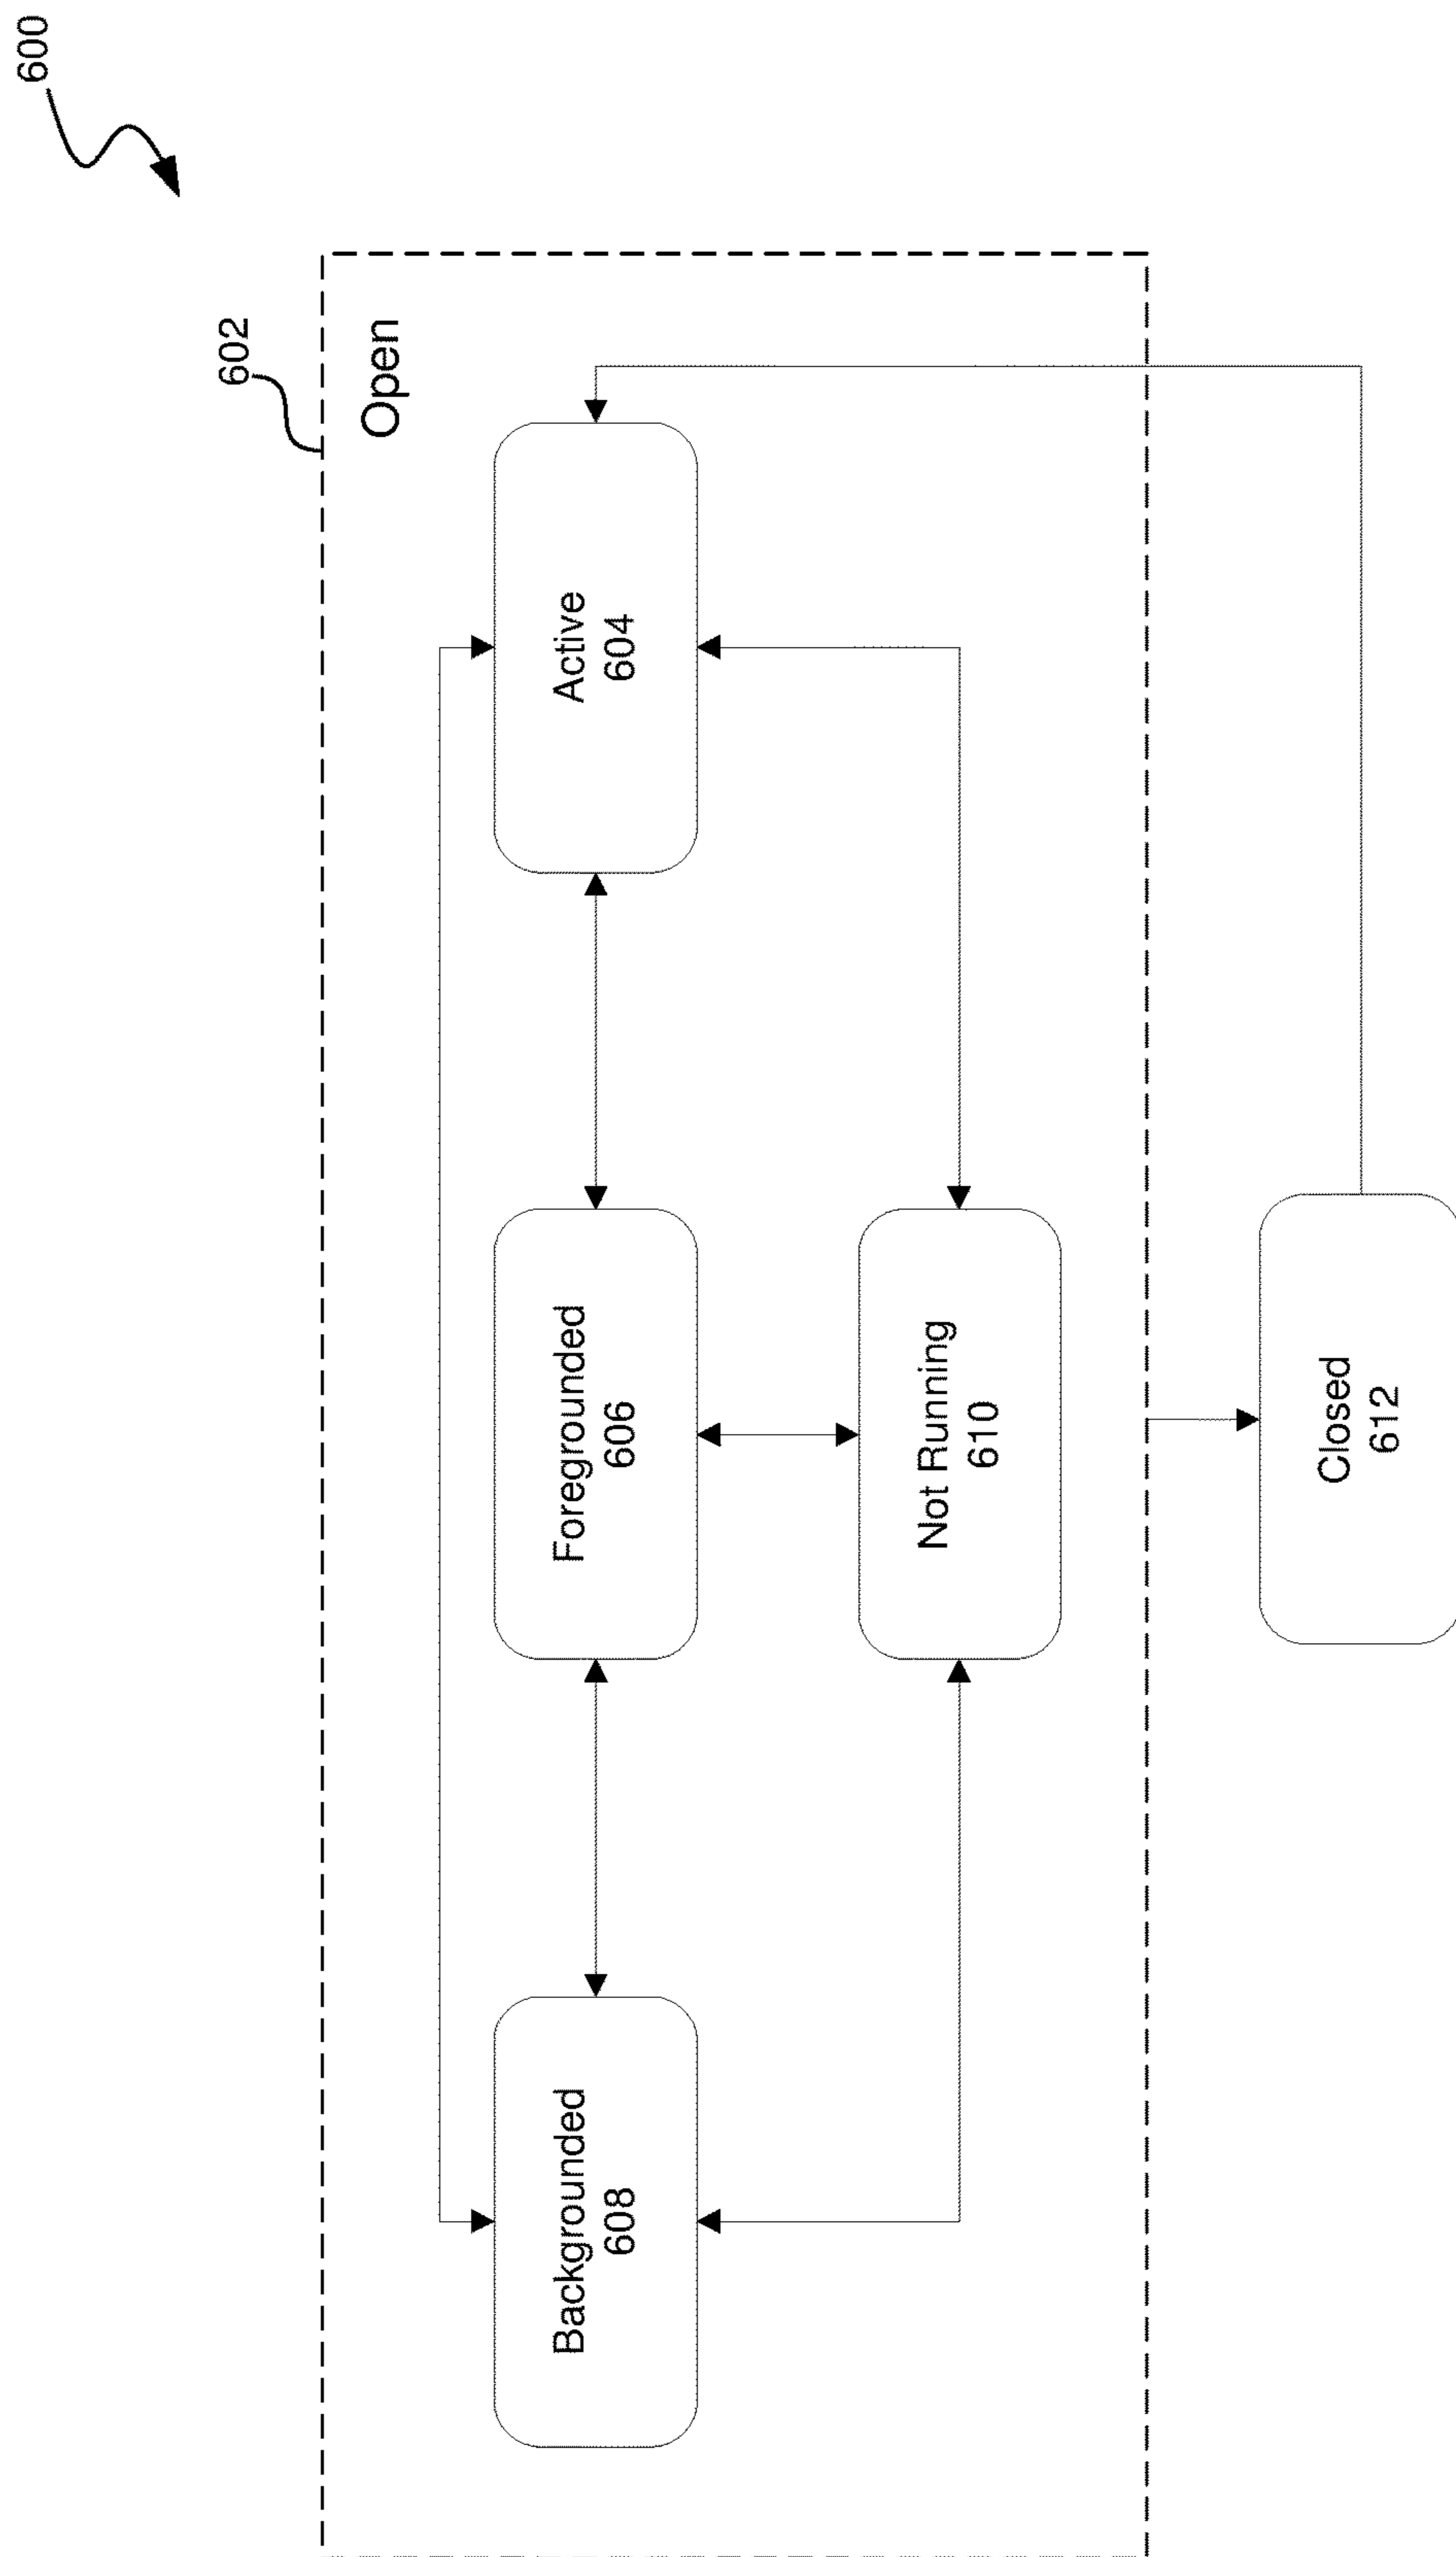 600
602
Open
Backgrounded
608
Foregrounded
606
Active
604
Not Running
610
Closed
612